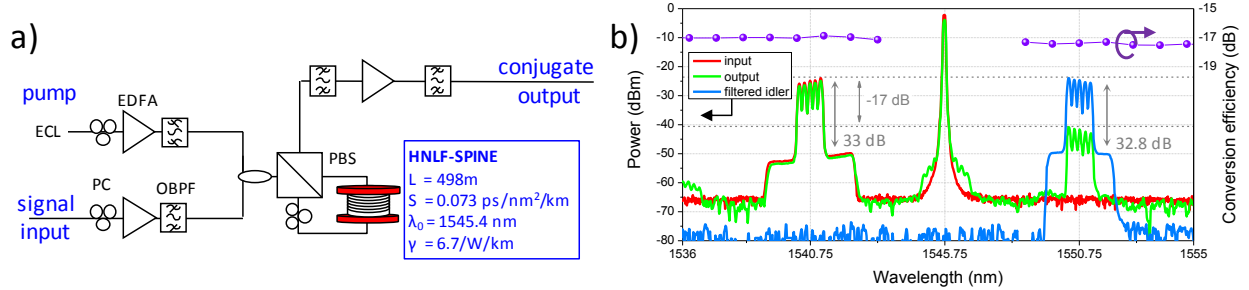 a)
pump
EDFA
ECL
PC
OBPF
signal
input
PBS
conjugate
output
HNLF-SPINE
L = 498m
S = 0.073 ps/nm²/km
λ₀ = 1545.4 nm
γ = 6.7/W/km
b)
0
-10
-20
-30
-40
-50
-60
-70
-80
Power (dBm)
input
output
filtered idler
33 dB
-17 dB
32.8 dB
-15
-17
-19
Conversion efficiency (dB)
1536
1540.75
1545.75
1550.75
1555
Wavelength (nm)